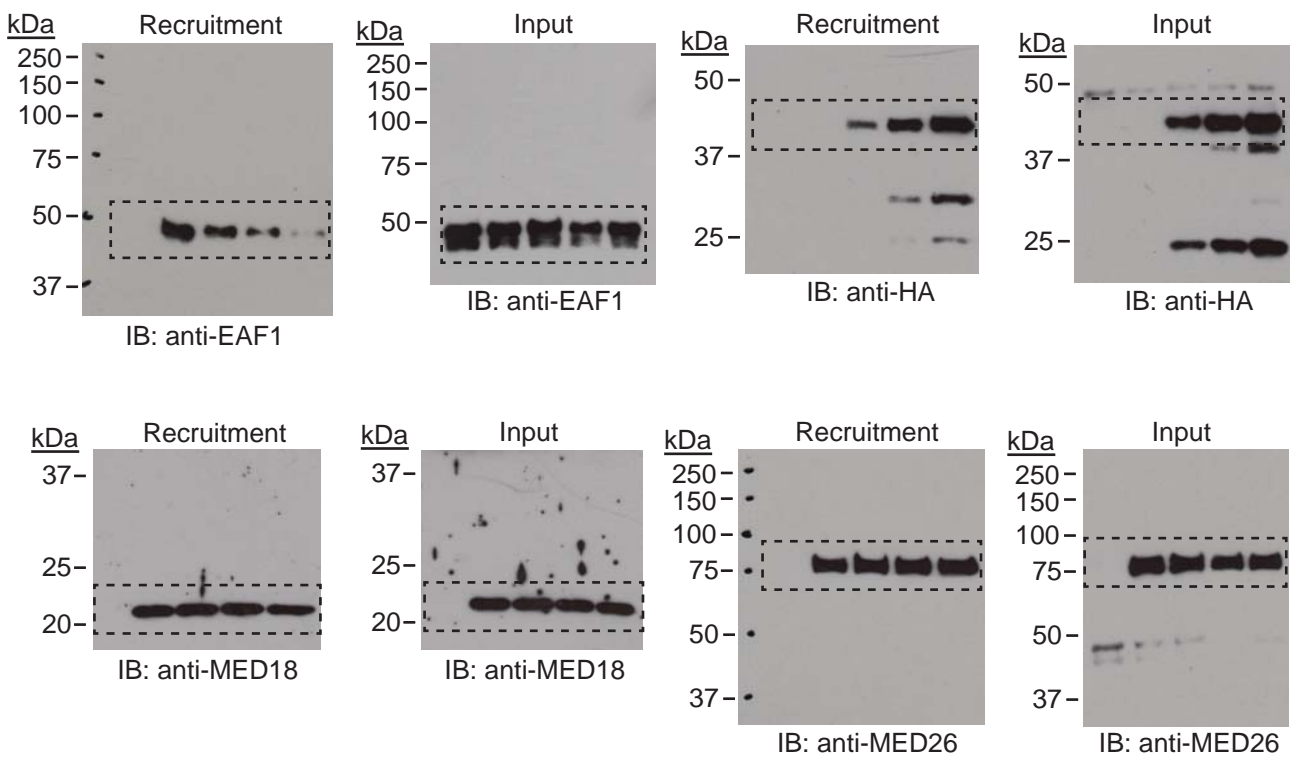 kDa
Recruitment
250
150
100
75
50
37
IB: anti-EAF1
kDa
Input
250
150
100
75
50
IB: anti-EAF1
kDa
Recruitment
50
37
25
IB: anti-HA
kDa
Input
50
37
25
IB: anti-HA
kDa
Recruitment
37
25
20
IB: anti-MED18
kDa
Input
37
25
20
IB: anti-MED18
kDa
Recruitment
250
150
100
75
50
37
IB: anti-MED26
kDa
Input
250
150
100
75
50
37
IB: anti-MED26